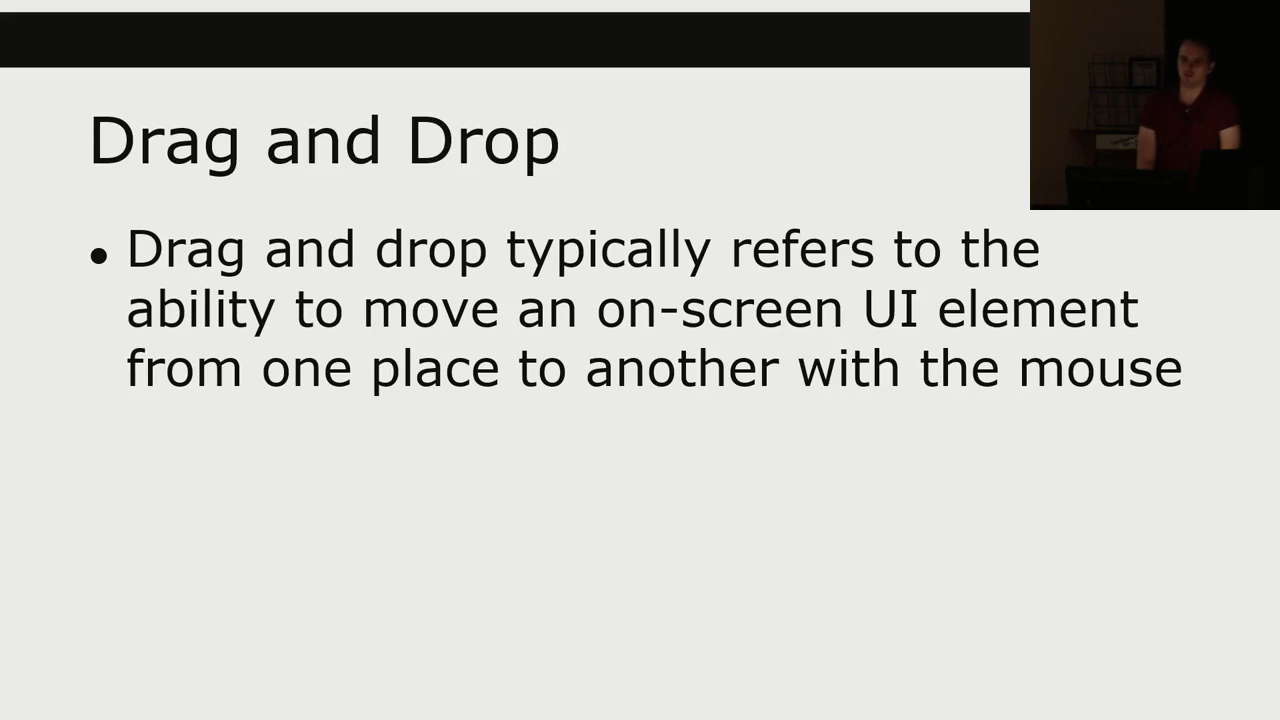 Drag and Drop
• Drag and drop typically refers to the
ability to move an on-screen UI element
from one place to another with the mouse